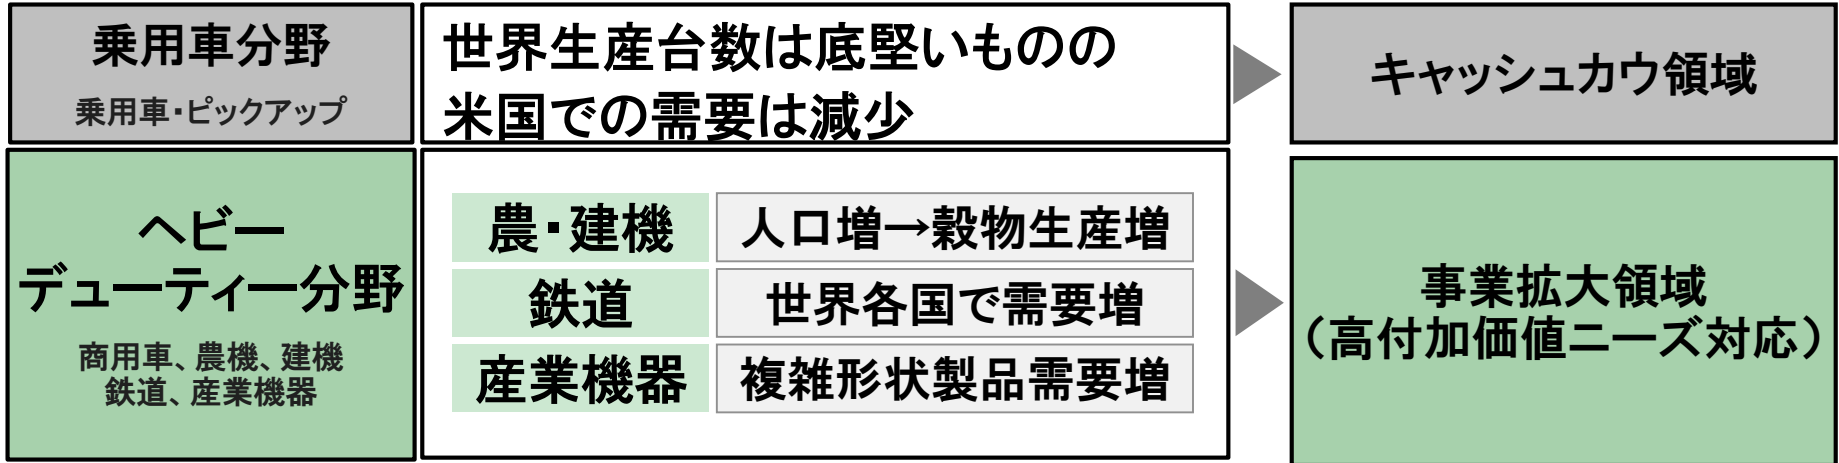 乗用車分野
乗用車・ピックアップ
世界生産台数は底堅いものの
米国での需要は減少
キャッシュカウ領域
ヘビー
デューティー分野
商用車、農機、建機
鉄道、産業機器
農・建機
人口増→穀物生産増
鉄道
世界各国で需要増
産業機器
複雑形状製品需要増
事業拡大領域
（高付加価値ニーズ対応）